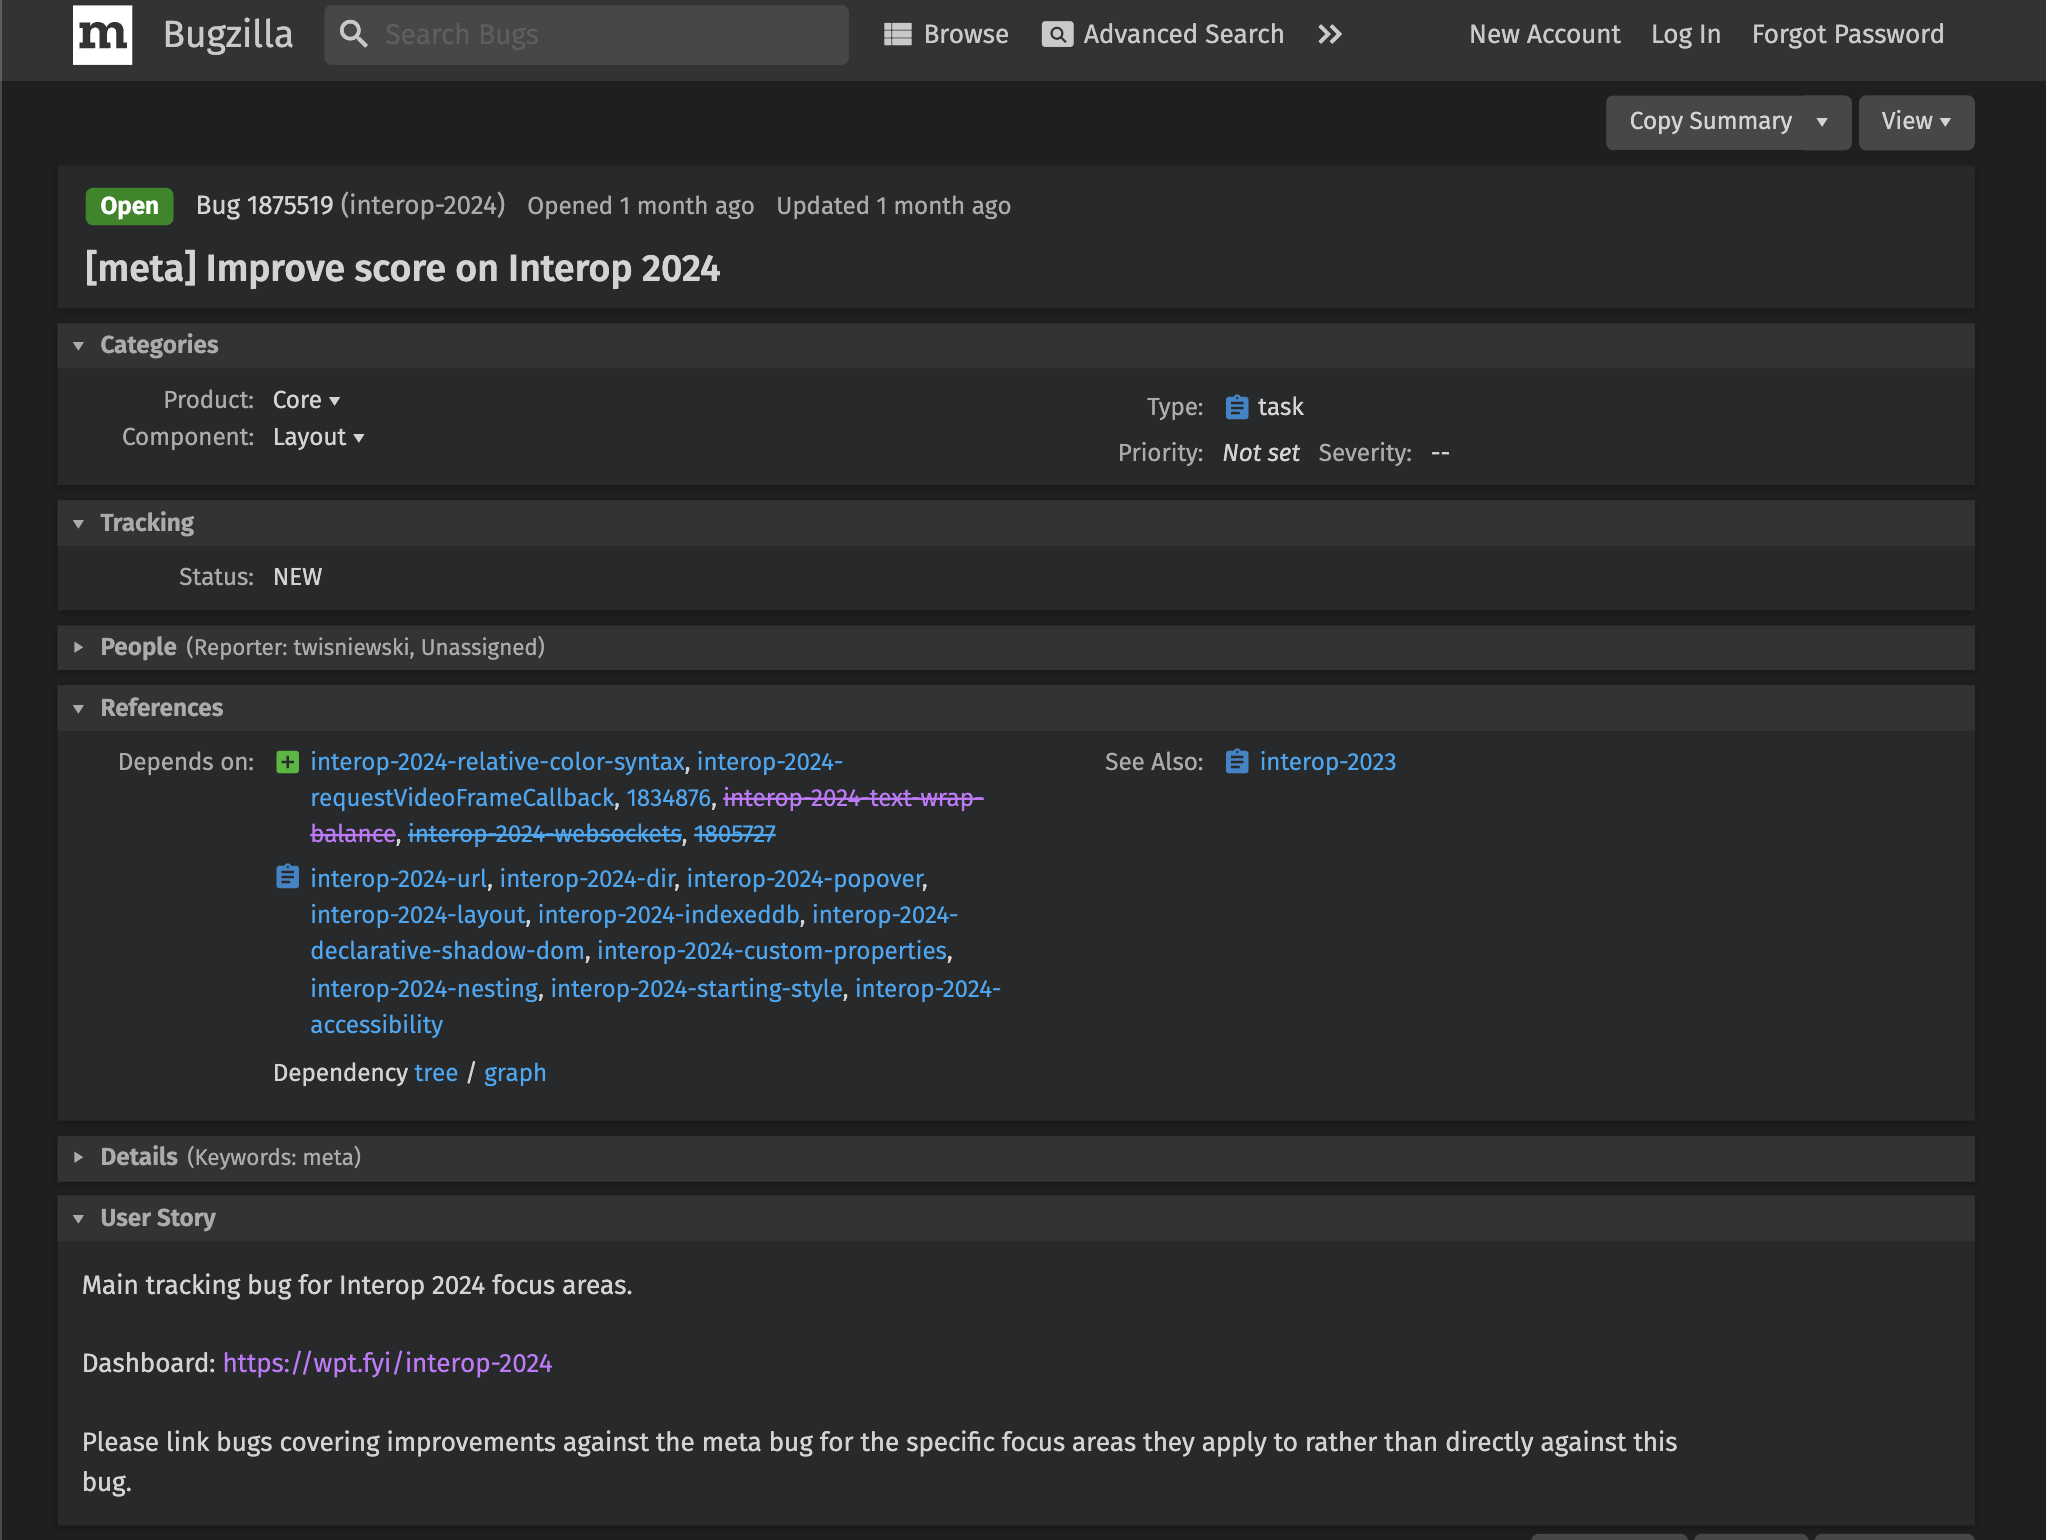 m Bugzilla Search Bugs Browse Advanced Search New Account Log In Forgot Password
Copy Summary View
Open Bug 1875519 (interop-2024) Opened 1 month ago Updated 1 month ago
[meta] Improve score on Interop 2024
Categories
Product: Core
Component: Layout
Type: task
Priority: Not set Severity: --
Tracking
Status: NEW
People (Reporter: twisniewski, Unassigned)
References
Depends on: interop-2024-relative-color-syntax, interop-2024-
requestVideoFrameCallback, 1834876, interop-2024-text-wrap-
balance, interop-2024-websockets, 1805727
interop-2024-url, interop-2024-dir, interop-2024-popover,
interop-2024-layout, interop-2024-indexeddb, interop-2024-
declarative-shadow-dom, interop-2024-custom-properties,
interop-2024-nesting, interop-2024-starting-style, interop-2024-
accessibility
Dependency tree / graph
See Also: interop-2023
Details (Keywords: meta)
User Story
Main tracking bug for Interop 2024 focus areas.
Dashboard: https://wpt.fyi/interop-2024
Please link bugs covering improvements against the meta bug for the specific focus areas they apply to rather than directly against this
bug.